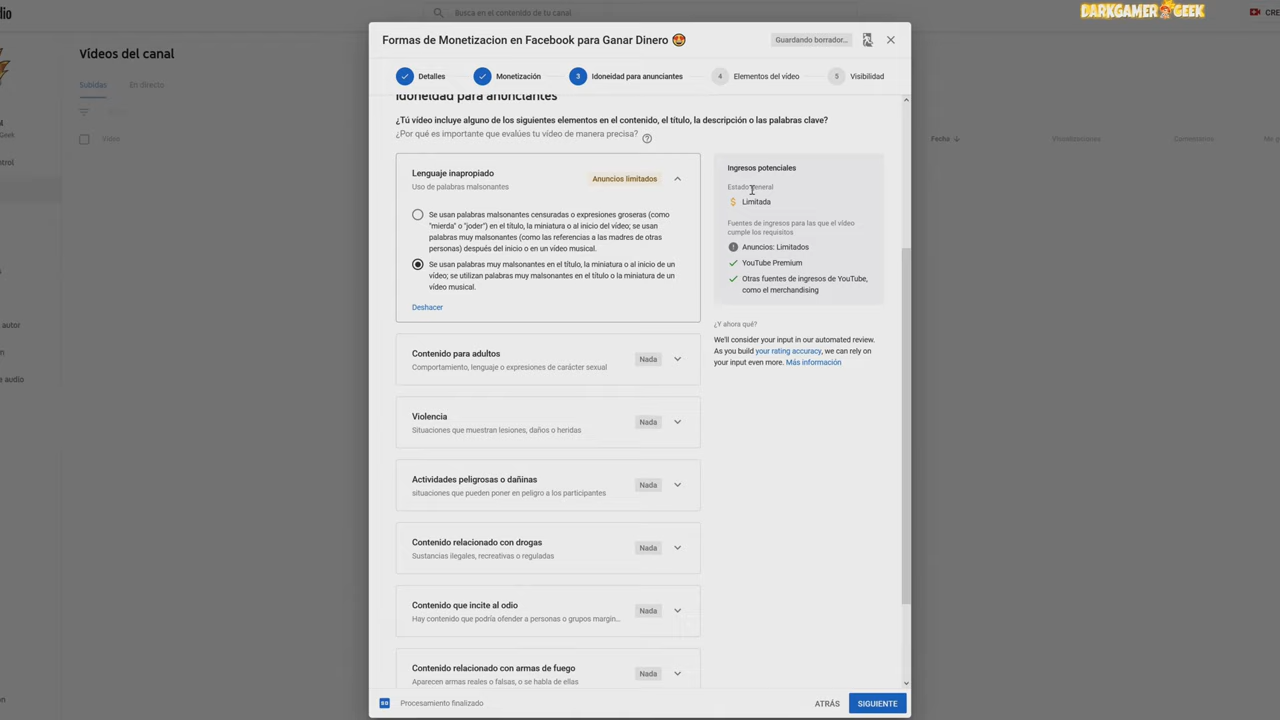 dio
Busca en el contenido de tu canal
DARKGAMER GEEK
CRE
Vídeos del canal
Subidas
En directo
Vídeo
Fecha
Visualizaciones
Comentarios
Me g
l
Geek
trol
s
autor
n
e audio
en
Formas de Monetizacion en Facebook para Ganar Dinero 🤩
Guardando borrador...
Detalles
Monetización
3 Idoneidad para anunciantes
4 Elementos del vídeo
5 Visibilidad
Idoneidad para anunciantes
¿Tú vídeo incluye alguno de los siguientes elementos en el contenido, el título, la descripción o las palabras clave?
¿Por qué es importante que evalúes tu vídeo de manera precisa?
Lenguaje inapropiado
Uso de palabras malsonantes
Anuncios limitados
Se usan palabras malsonantes censuradas o expresiones groseras (como
"mierda" o "joder") en el título, la miniatura o al inicio del vídeo; se usan
palabras muy malsonantes (como las referencias a las madres de otras
personas) después del inicio o en un vídeo musical.
Se usan palabras muy malsonantes en el título, la miniatura o al inicio de un
vídeo; se utilizan palabras muy malsonantes en el título o la miniatura de un
vídeo musical.
Deshacer
Contenido para adultos
Comportamiento, lenguaje o expresiones de carácter sexual
Nada
Violencia
Situaciones que muestran lesiones, daños o heridas
Nada
Actividades peligrosas o dañinas
situaciones que pueden poner en peligro a los participantes
Nada
Contenido relacionado con drogas
Sustancias ilegales, recreativas o reguladas
Nada
Contenido que incite al odio
Hay contenido que podría ofender a personas o grupos margin...
Nada
Contenido relacionado con armas de fuego
Aparecen armas reales o falsas, o se habla de ellas
Nada
Ingresos potenciales
Estado general
$ Limitada
Fuentes de ingresos para las que el vídeo
cumple los requisitos
Anuncios: Limitados
YouTube Premium
Otras fuentes de ingresos de YouTube,
como el merchandising
¿Y ahora qué?
We'll consider your input in our automated review.
As you build your rating accuracy, we can rely on
your input even more. Más información
Procesamiento finalizado
ATRÁS
SIGUIENTE